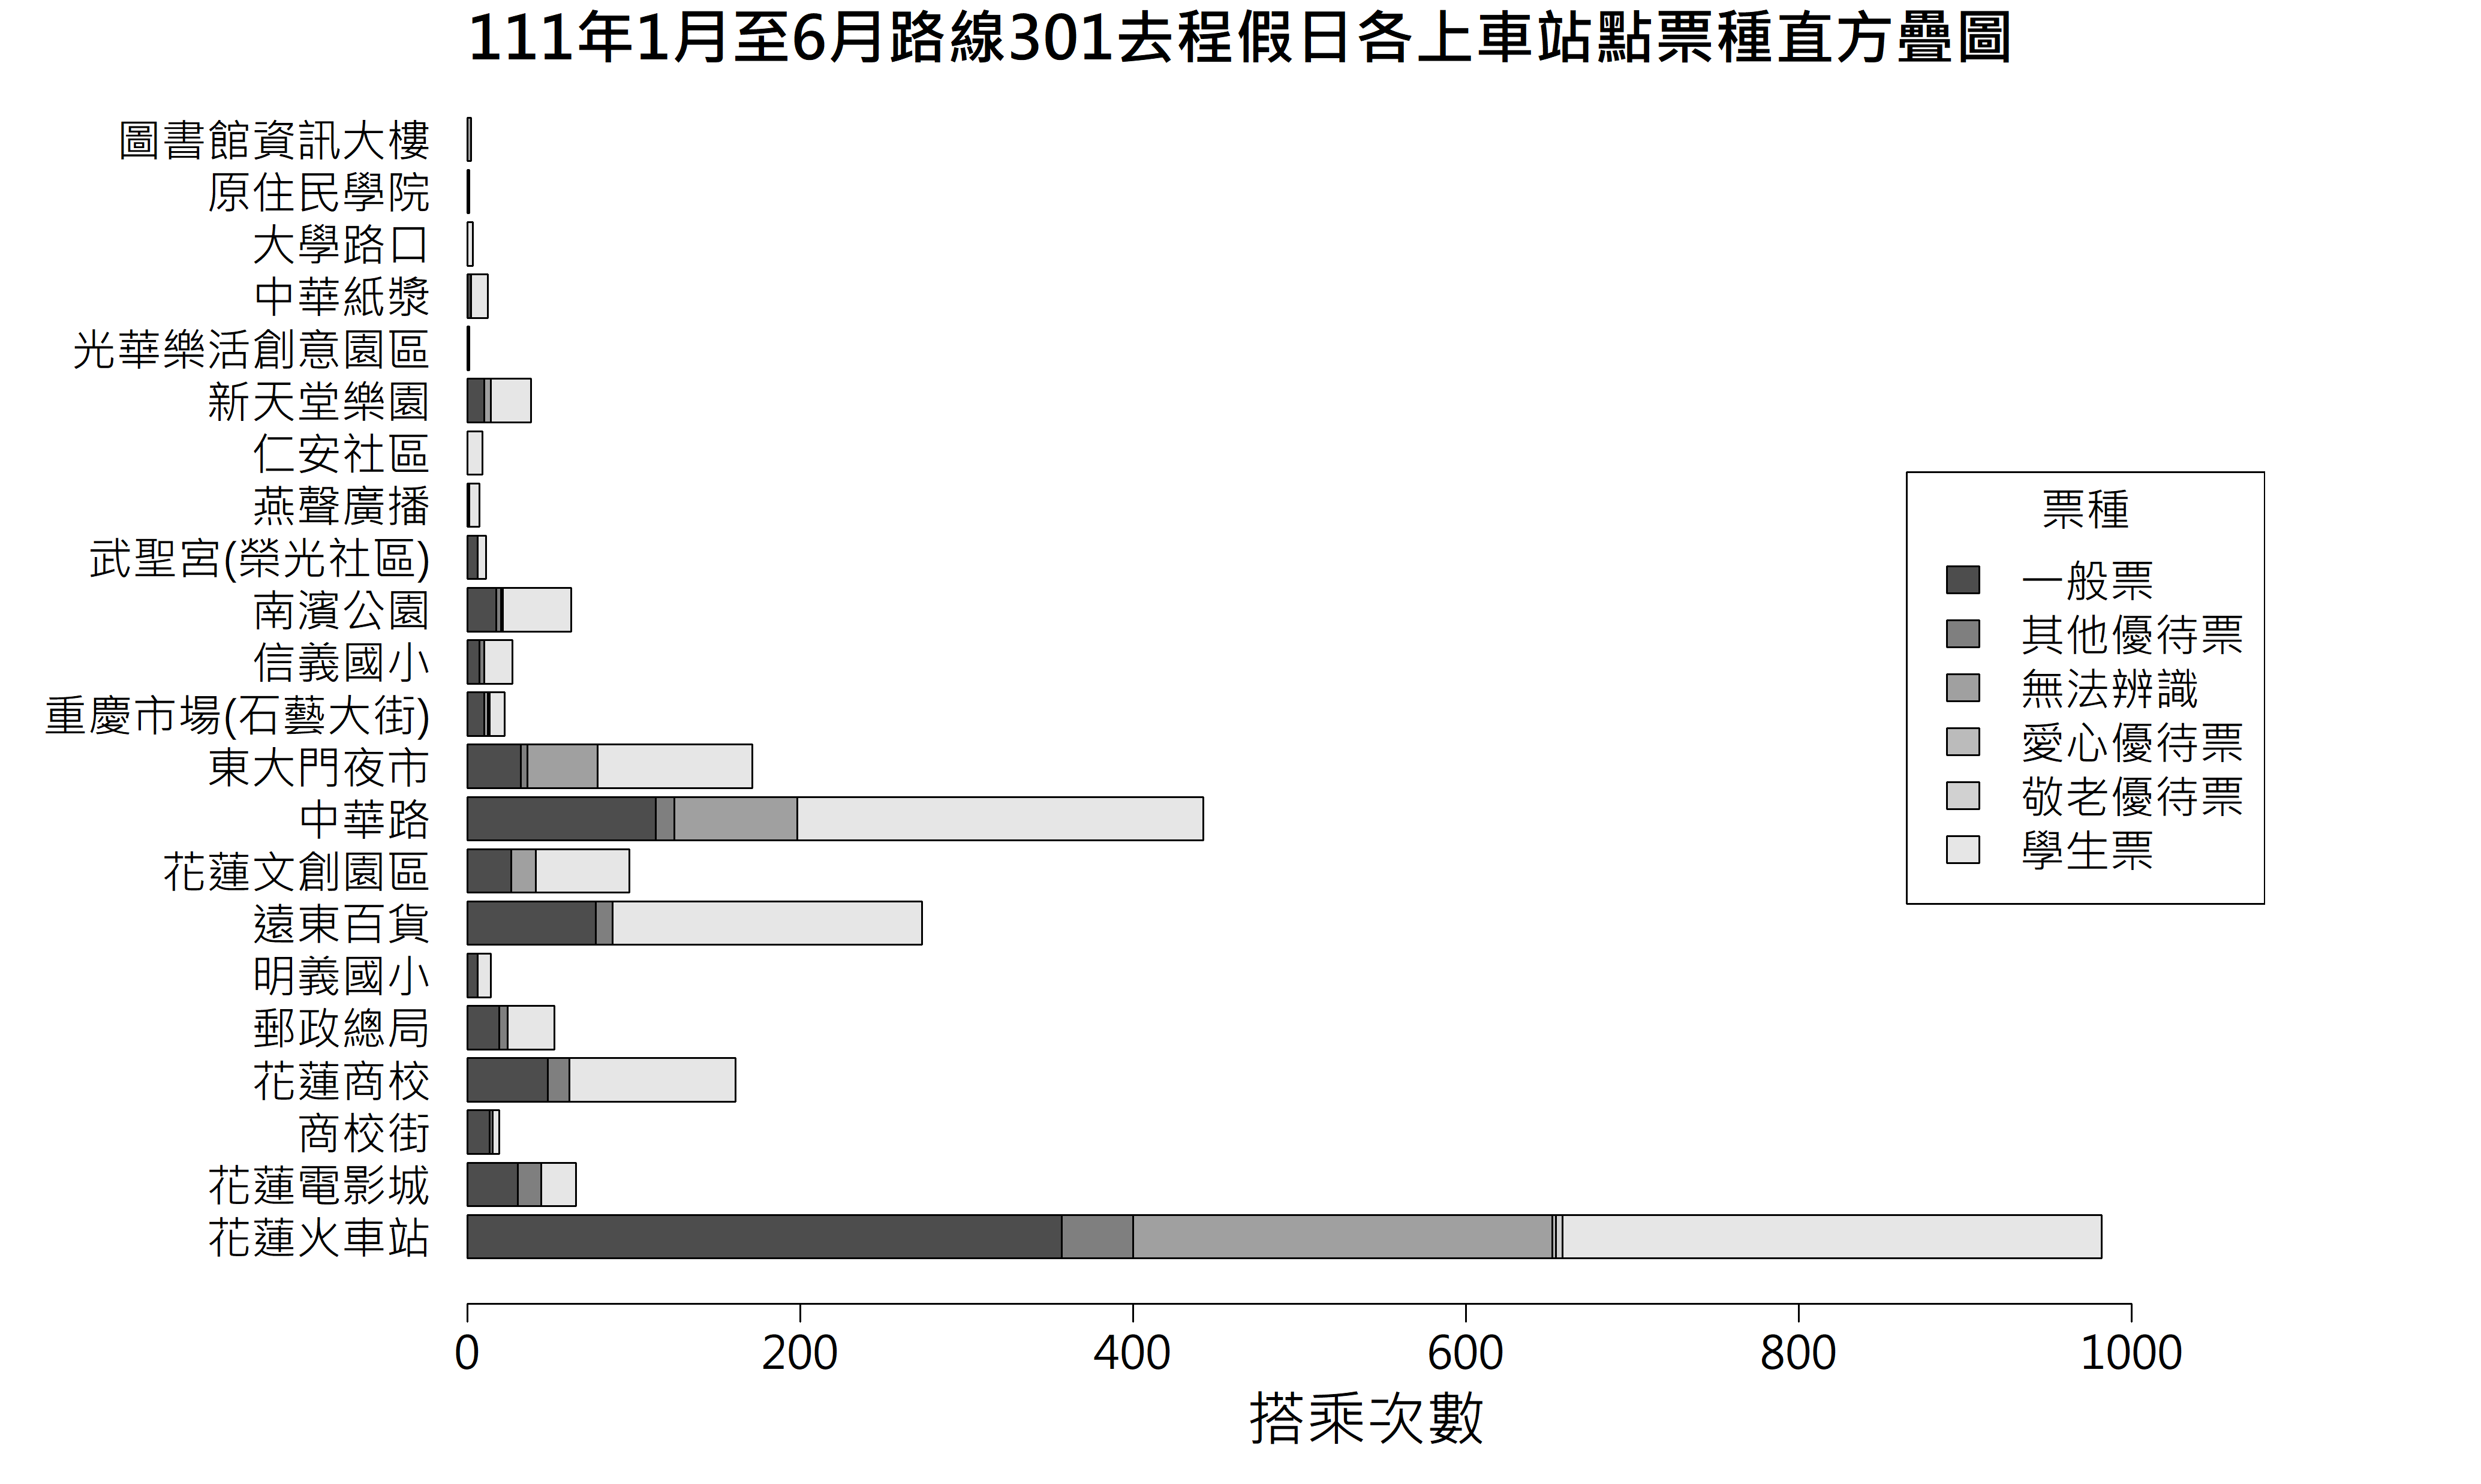 111年1月至6月路線301去程假日各上車站點票種直方疊圖
圖書館資訊大樓
原住民學院
大學路口
中華紙漿
光華樂活創意園區
新天堂樂園
仁安社區
燕聲廣播
武聖宮(榮光社區)
南濱公園
信義國小
重慶市場(石藝大街)
東大門夜市
中華路
花蓮文創園區
遠東百貨
明義國小
郵政總局
花蓮商校
商校街
花蓮電影城
花蓮火車站
票種
一般票
其他優待票
無法辨識
愛心優待票
敬老優待票
學生票
0 200 400 600 800 1000
搭乘次數